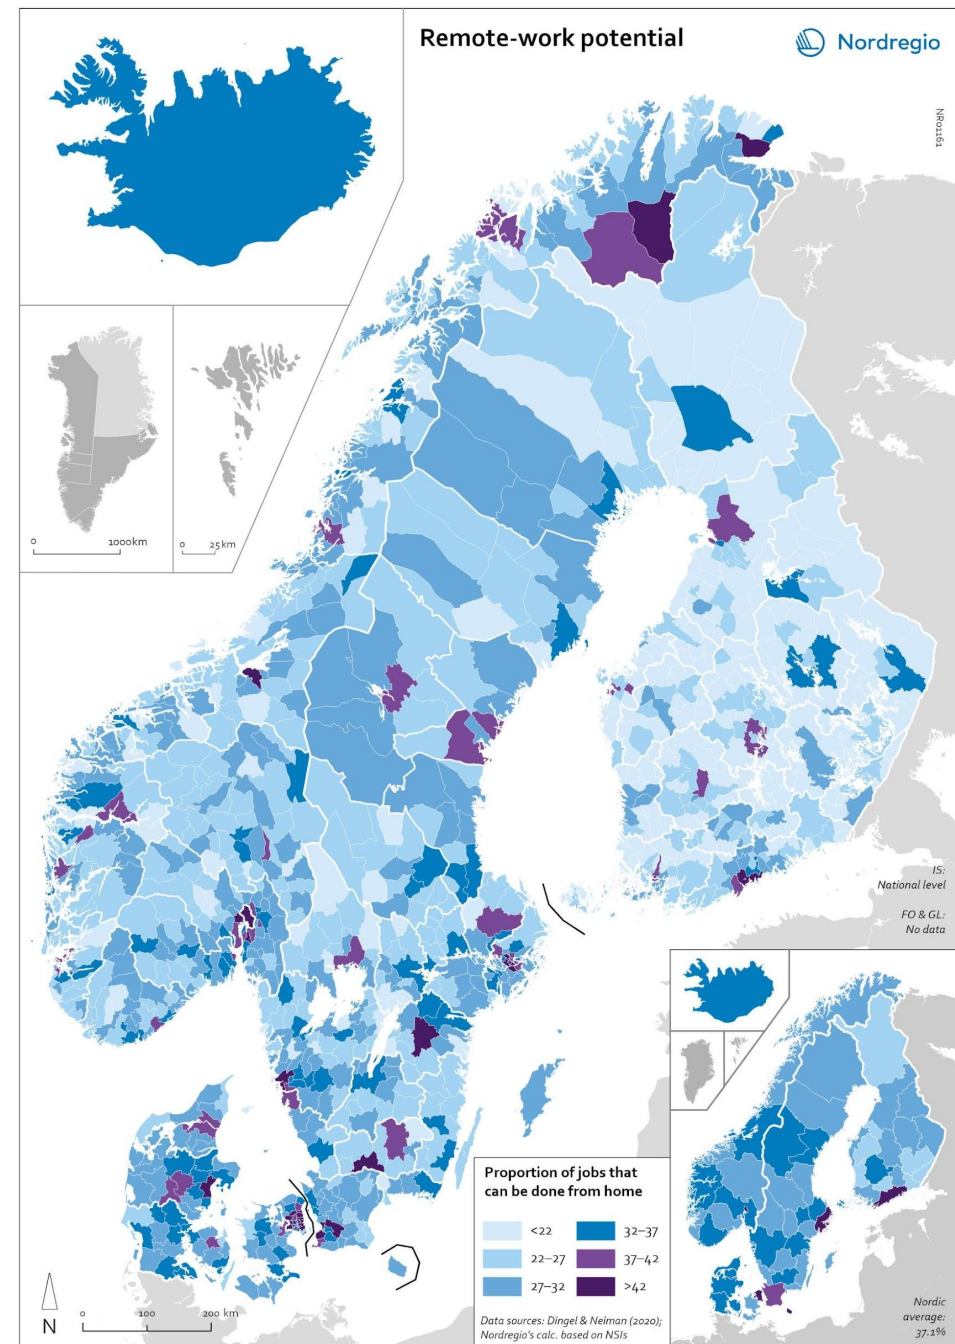 Remote-work potential
Nordregio
NR01161
0 1000km
0 25km
IS:
National level
FO & GL:
No data
Proportion of jobs that
can be done from home
<22
22–27
27–32
32–37
37–42
>42
Data sources: Dingel & Neiman (2020);
Nordregio's calc. based on NSIs
Nordic
average:
37.1%
N
0 100 200 km